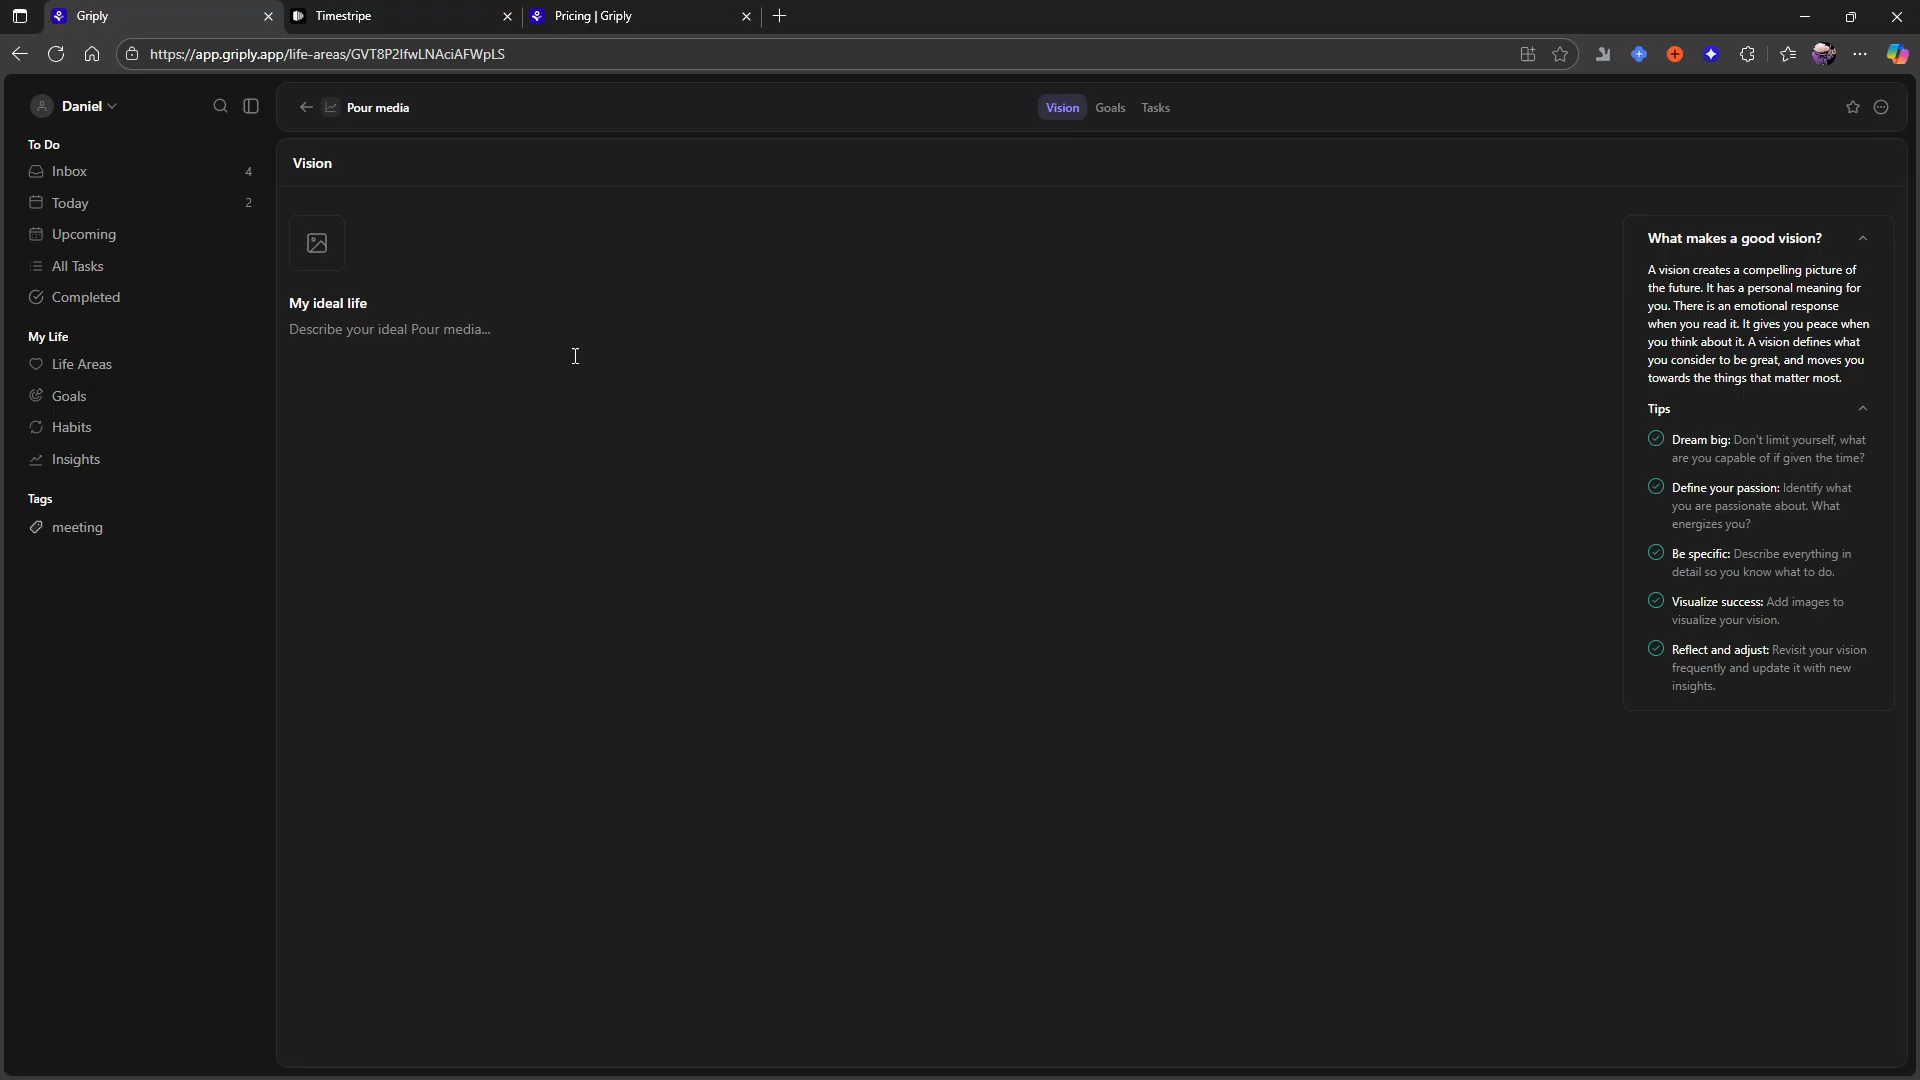 Griply
Timestripe
Pricing | Griply
https://app.griply.app/life-areas/GVT8P2IfwLNAciAFWpLS
Daniel
Pour media
Vision
Goals
Tasks
To Do
Inbox
4
Today
2
Upcoming
All Tasks
Completed
My Life
Life Areas
Goals
Habits
Insights
Tags
meeting
Vision
My ideal life
Describe your ideal Pour media...
What makes a good vision?
A vision creates a compelling picture of
the future. It has a personal meaning for
you. There is an emotional response
when you read it. It gives you peace when
you think about it. A vision defines what
you consider to be great, and moves you
towards the things that matter most.
Tips
Dream big: Don't limit yourself, what
are you capable of if given the time?
Define your passion: Identify what
you are passionate about. What
energizes you?
Be specific: Describe everything in
detail so you know what to do.
Visualize success: Add images to
visualize your vision.
Reflect and adjust: Revisit your vision
frequently and update it with new
insights.